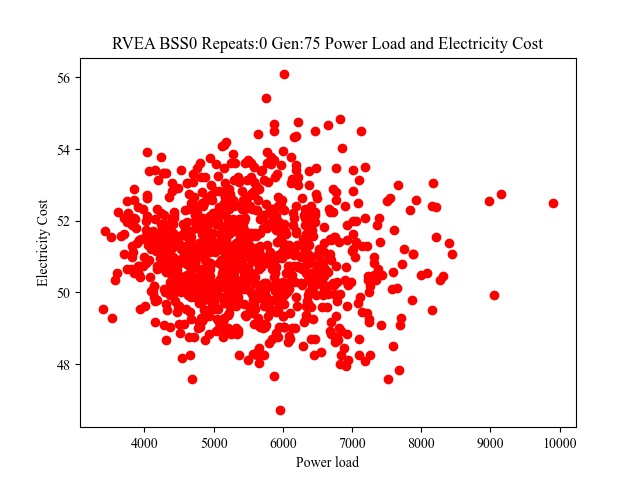 RVEA BSS0 Repeats:0 Gen:75 Power Load and Electricity Cost
56
54
52
50
48
Electricity Cost
4000 5000 6000 7000 8000 9000 10000
Power load